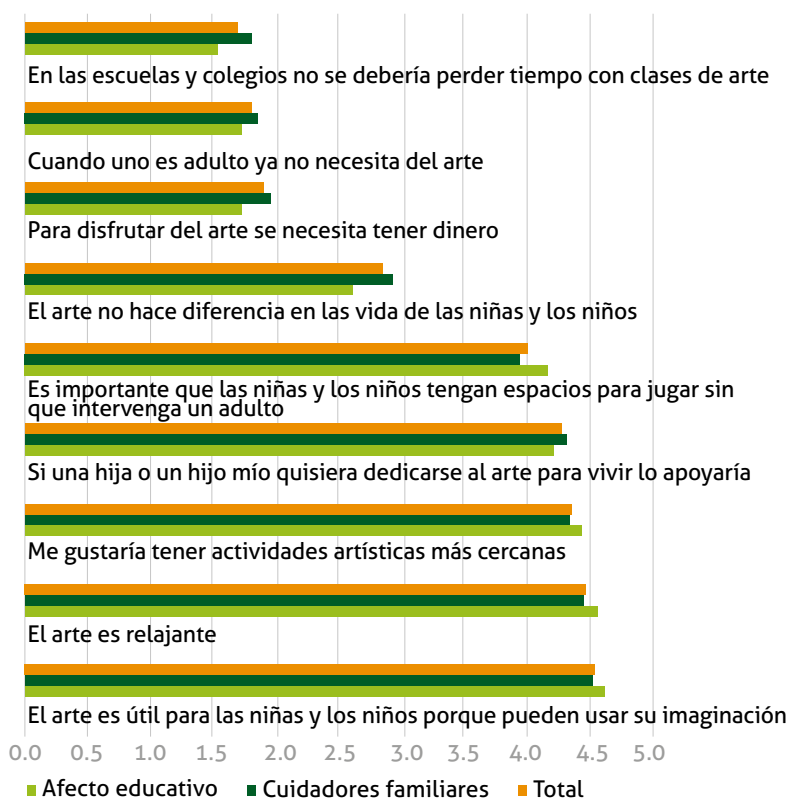 En las escuelas y colegios no se debería perder tiempo con clases de arte
Cuando uno es adulto ya no necesita del arte
Para disfrutar del arte se necesita tener dinero
El arte no hace diferencia en las vida de las niñas y los niños
Es importante que las niñas y los niños tengan espacios para jugar sin
que intervenga un adulto
Si una hija o un hijo mío quisiera dedicarse al arte para vivir lo apoyaría
Me gustaría tener actividades artísticas más cercanas
El arte es relajante
El arte es útil para las niñas y los niños porque pueden usar su imaginación
0.0 0.5 1.0 1.5 2.0 2.5 3.0 3.5 4.0 4.5 5.0
Afecto educativo Cuidadores familiares Total